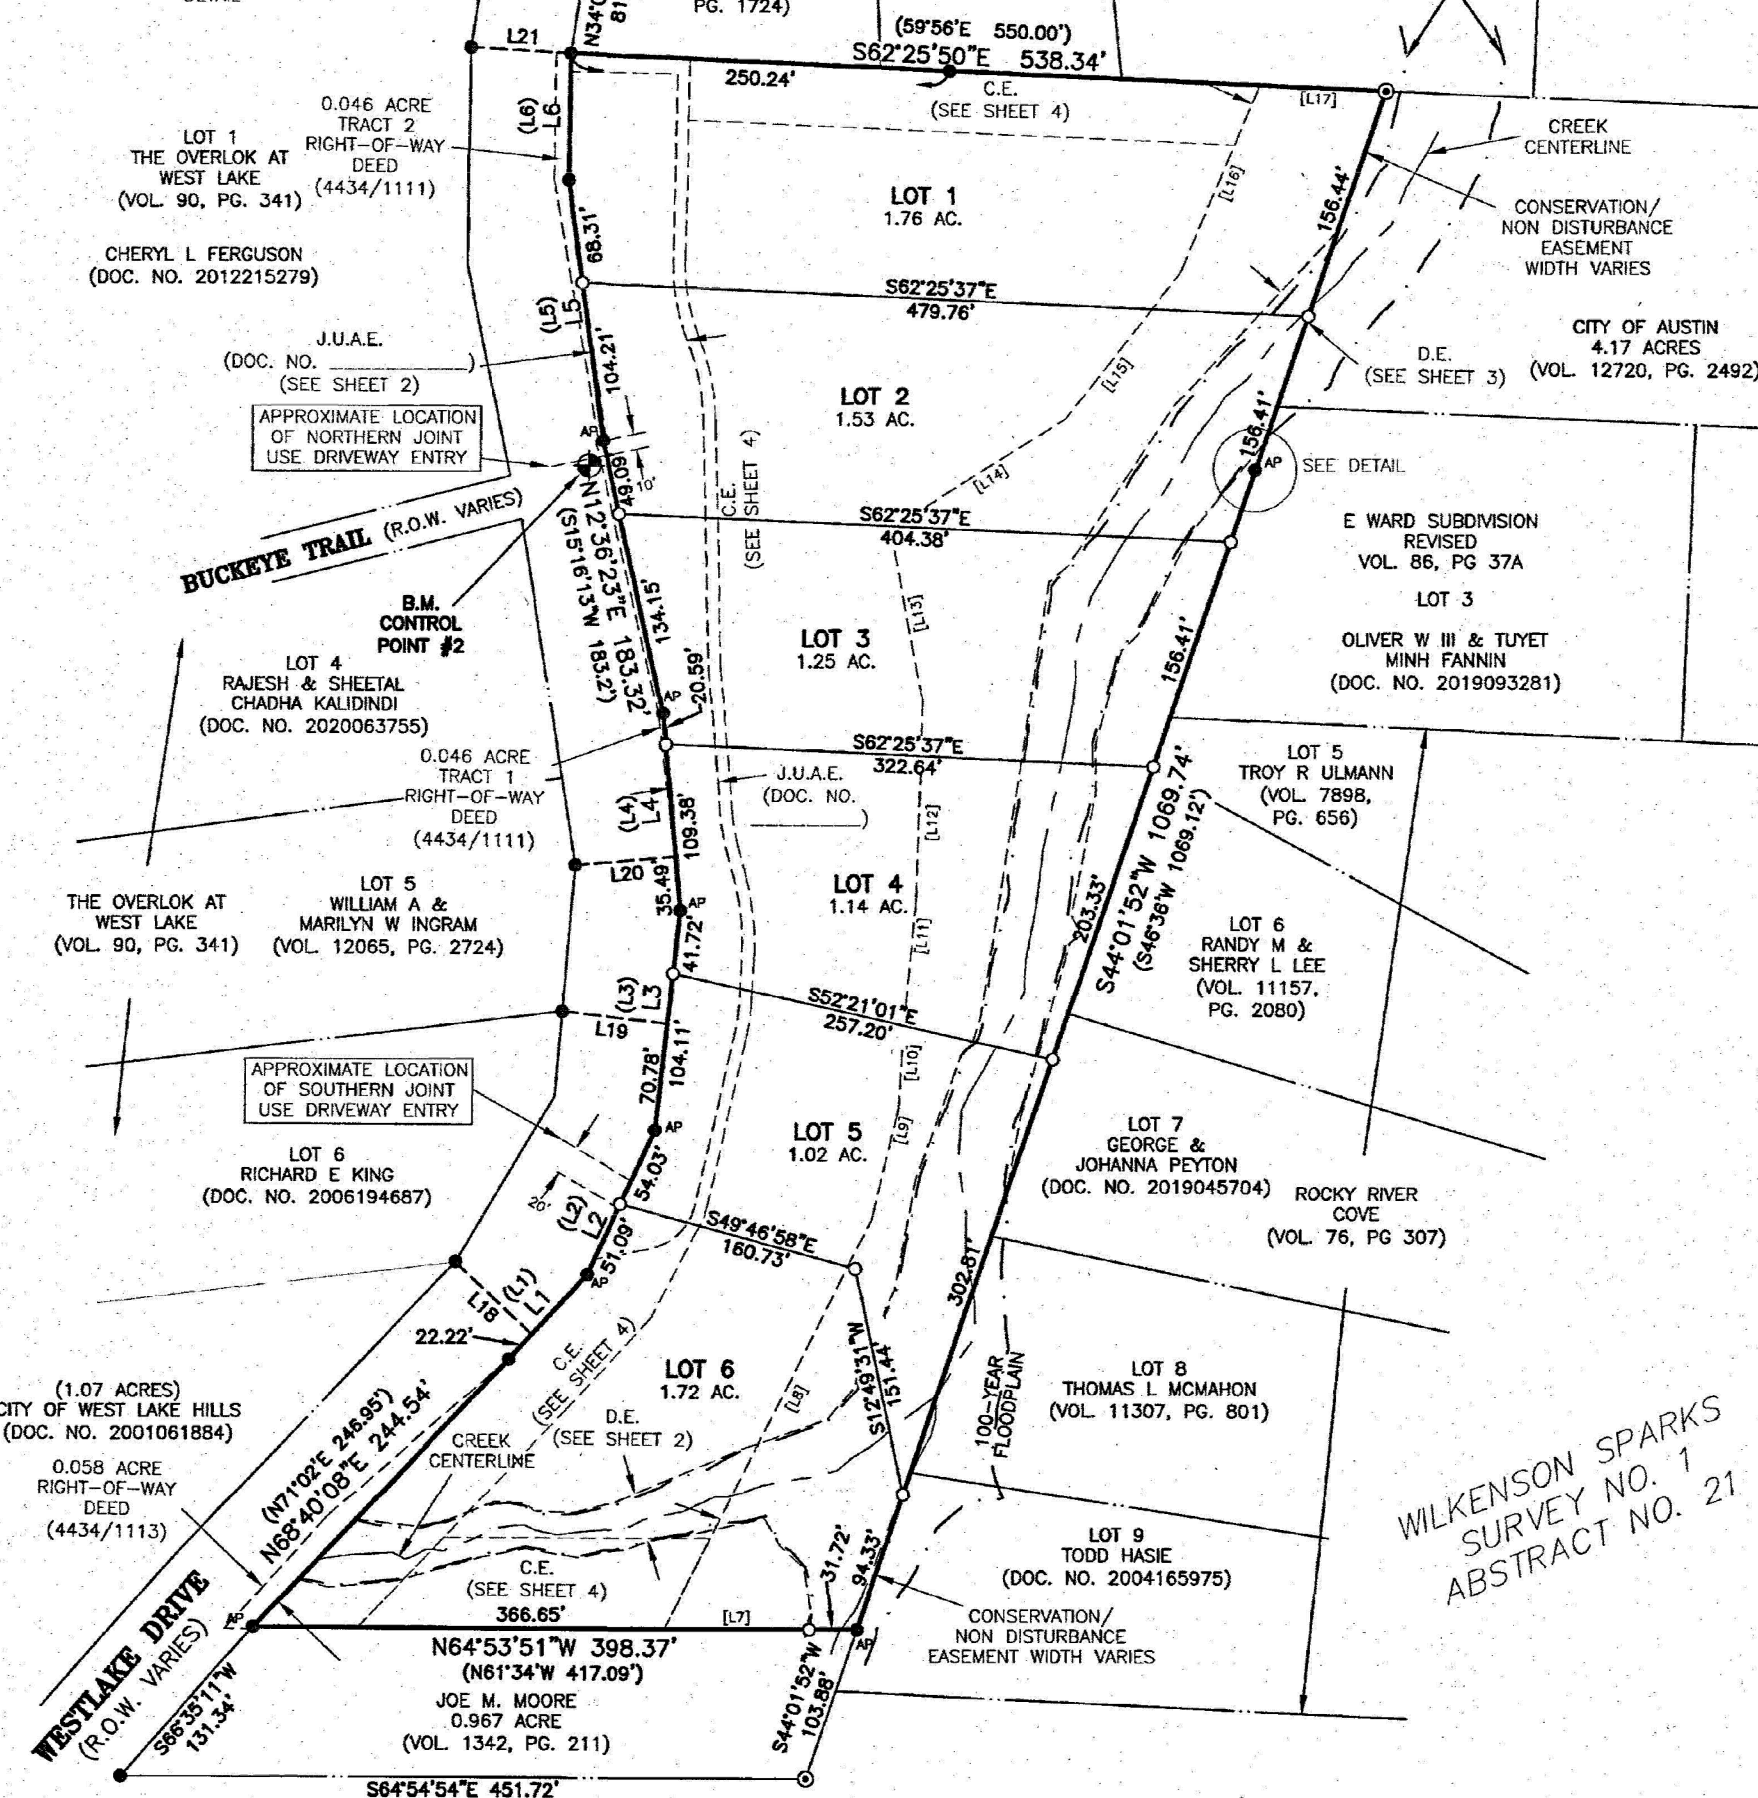 PG. 1724)
L21
(59°56'E 550.00')
S62°25'50"E 538.34'
250.24'
C.E.
(SEE SHEET 4)
[L17]
(L6)
L6
0.046 ACRE
TRACT 2
RIGHT-OF-WAY
DEED
(4434/1111)
LOT 1
THE OVERLOK AT
WEST LAKE
(VOL. 90, PG. 341)
CHERYL L FERGUSON
(DOC. NO. 2012215279)
68.31'
LOT 1
1.76 AC.
[L16]
156.44'
CREEK
CENTERLINE
CONSERVATION/
NON DISTURBANCE
EASEMENT
WIDTH VARIES
S62°25'37"E
479.76'
(L5)
L5
104.21'
J.U.A.E.
(DOC. NO. ________)
(SEE SHEET 2)
APPROXIMATE LOCATION
OF NORTHERN JOINT
USE DRIVEWAY ENTRY
AP
10'
LOT 2
1.53 AC.
[L15]
[L14]
D.E.
(SEE SHEET 3)
CITY OF AUSTIN
4.17 ACRES
(VOL. 12720, PG. 2492)
156.41'
AP
SEE DETAIL
C.E.
(SEE SHEET 4)
BUCKEYE TRAIL (R.O.W. VARIES)
B.M.
CONTROL
POINT #2
49.09'
N12°36'23"E 183.32'
(S15°16'13"W 183.2')
134.15'
S62°25'37"E
404.38'
E WARD SUBDIVISION
REVISED
VOL. 86, PG 37A
LOT 3
OLIVER W III & TUYET
MINH FANNIN
(DOC. NO. 2019093281)
[L13]
LOT 3
1.25 AC.
156.41'
LOT 4
RAJESH & SHEETAL
CHADHA KALIDINDI
(DOC. NO. 2020063755)
AP
20.59'
S62°25'37"E
322.64'
0.046 ACRE
TRACT 1
RIGHT-OF-WAY
DEED
(4434/1111)
(L4)
L4
109.38'
J.U.A.E.
(DOC. NO.
________)
[L12]
LOT 5
TROY R ULMANN
(VOL. 7898,
PG. 656)
S44°01'52"W 1069.74'
(S46°36'W 1069.12')
203.33'
L20
35.49'
AP
41.72'
LOT 4
1.14 AC.
[L11]
THE OVERLOK AT
WEST LAKE
(VOL. 90, PG. 341)
LOT 5
WILLIAM A &
MARILYN W INGRAM
(VOL. 12065, PG. 2724)
LOT 6
RANDY M &
SHERRY L LEE
(VOL. 11157,
PG. 2080)
(L3)
L3
L19
S52°21'01"E
257.20'
70.78'
104.11'
[L10]
APPROXIMATE LOCATION
OF SOUTHERN JOINT
USE DRIVEWAY ENTRY
AP
LOT 5
1.02 AC.
[L9]
LOT 7
GEORGE &
JOHANNA PEYTON
(DOC. NO. 2019045704)
LOT 6
RICHARD E KING
(DOC. NO. 2006194687)
54.03'
20'
(L2)
L2
51.09'
S49°46'58"E
160.73'
ROCKY RIVER
COVE
(VOL. 76, PG 307)
AP
(L1)
L1
L18
22.22'
302.81'
C.E.
(SEE SHEET 4)
LOT 6
1.72 AC.
[L8]
S12°49'31"W
151.44'
100-YEAR
FLOODPLAIN
LOT 8
THOMAS L MCMAHON
(VOL. 11307, PG. 801)
(1.07 ACRES)
CITY OF WEST LAKE HILLS
(DOC. NO. 2001061884)
(N71°02'E 246.95')
N68°40'08"E 244.54'
D.E.
(SEE SHEET 2)
CREEK
CENTERLINE
0.058 ACRE
RIGHT-OF-WAY
DEED
(4434/1113)
WILKENSON SPARKS
SURVEY NO. 1
ABSTRACT NO. 21
LOT 9
TODD HASIE
(DOC. NO. 2004165975)
C.E.
(SEE SHEET 4)
366.65'
[L7]
31.72'
94.33'
AP
AP
N64°53'51"W 398.37'
(N61°34'W 417.09')
CONSERVATION/
NON DISTURBANCE
EASEMENT WIDTH VARIES
WESTLAKE DRIVE
(R.O.W. VARIES)
S66°35'11"W
131.34'
JOE M. MOORE
0.967 ACRE
(VOL. 1342, PG. 211)
S44°01'52"W
103.88'
S64°54'54"E 451.72'